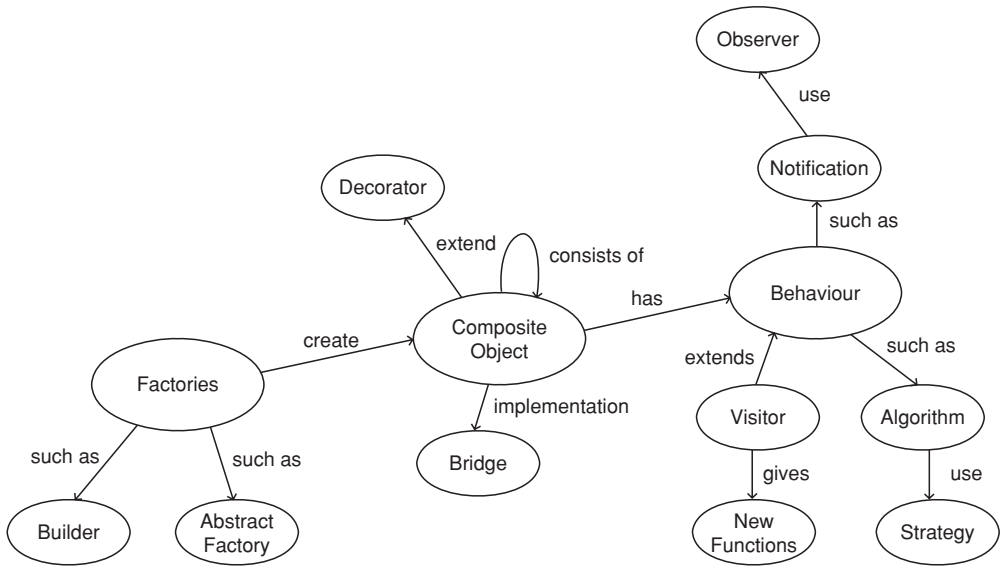 Observer
use
Notification
Decorator
such as
extend
consists of
Behaviour
has
Composite
Object
create
such as
extends
Factories
implementation
Visitor
Algorithm
such as
such as
Bridge
gives
use
Builder
Abstract
Factory
New
Functions
Strategy